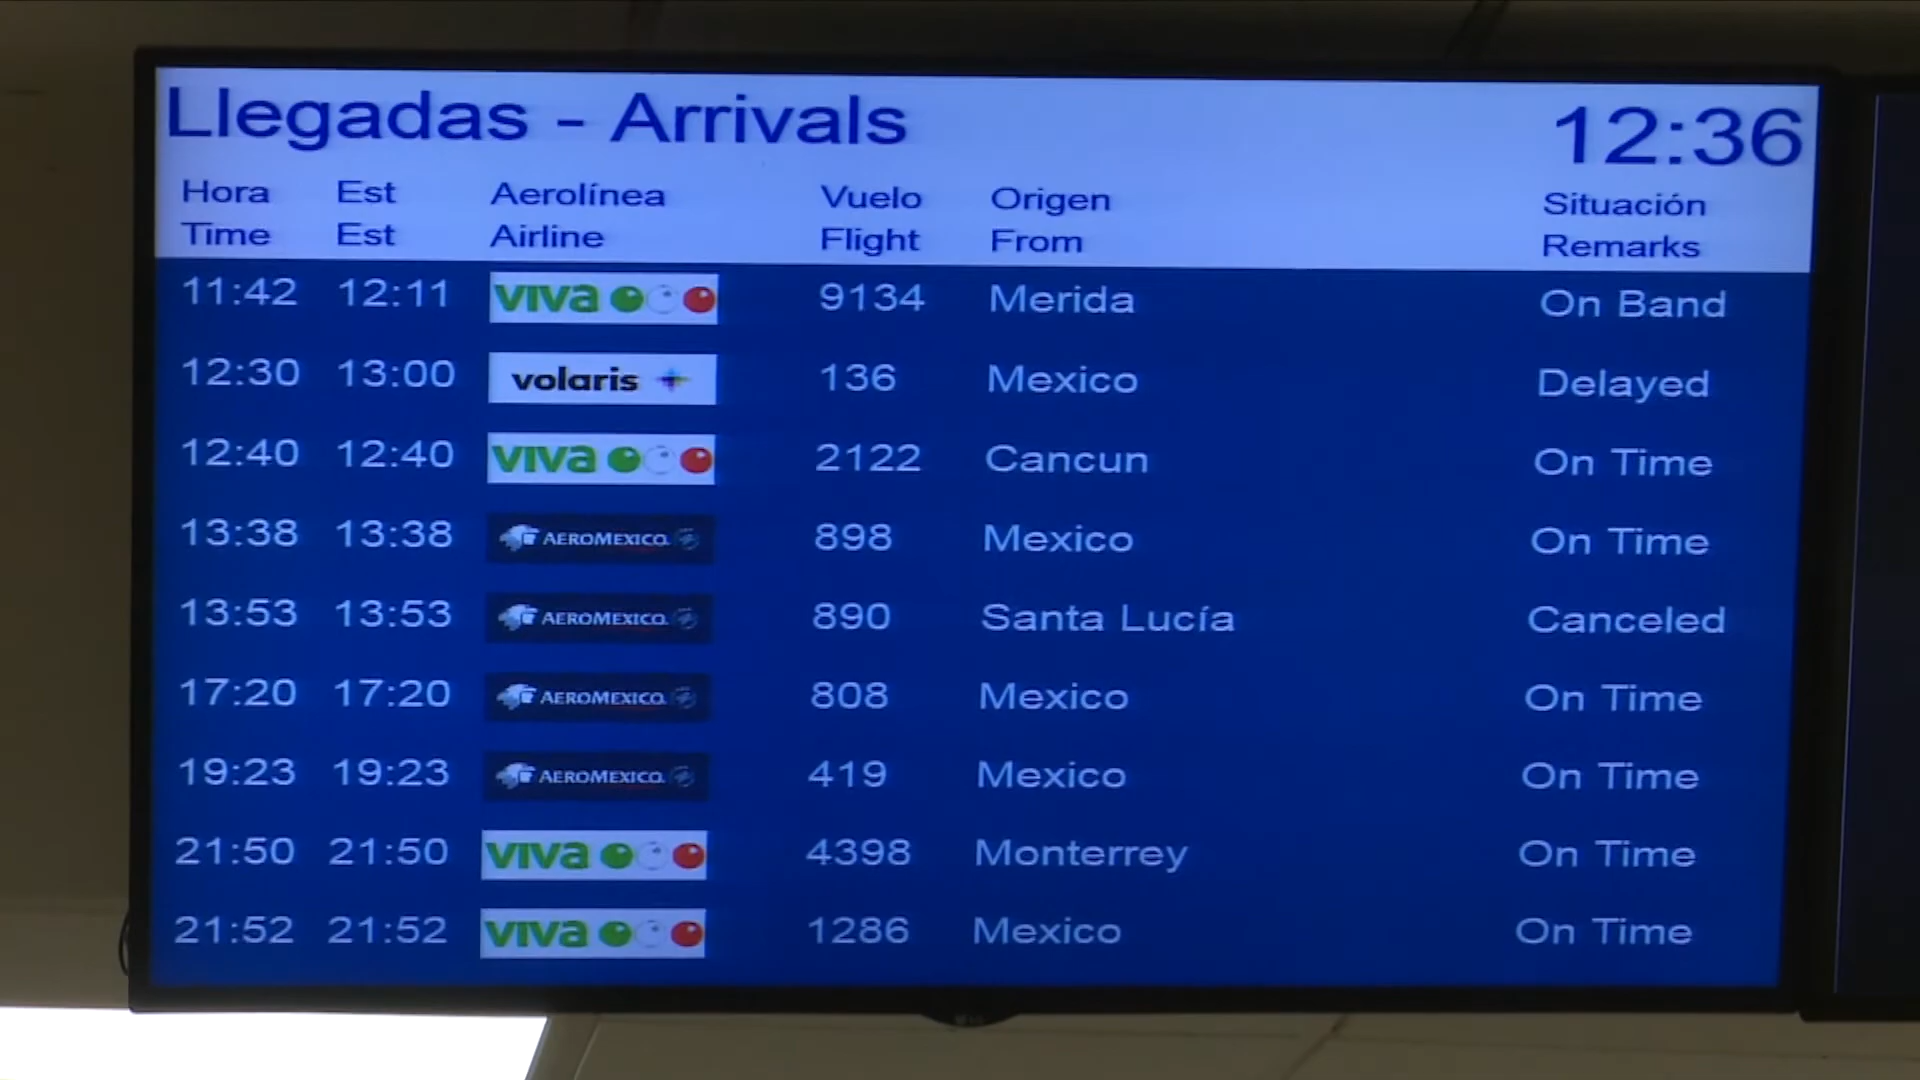 Llegadas - Arrivals 12:36
Hora Est Aerolínea Vuelo Origen Situación
Time Est Airline Flight From Remarks
11:42 12:11 VIVA 9134 Merida On Band
12:30 13:00 volaris 136 Mexico Delayed
12:40 12:40 VIVA 2122 Cancun On Time
13:38 13:38 AEROMEXICO 898 Mexico On Time
13:53 13:53 AEROMEXICO 890 Santa Lucía Canceled
17:20 17:20 AEROMEXICO 808 Mexico On Time
19:23 19:23 AEROMEXICO 419 Mexico On Time
21:50 21:50 VIVA 4398 Monterrey On Time
21:52 21:52 VIVA 1286 Mexico On Time